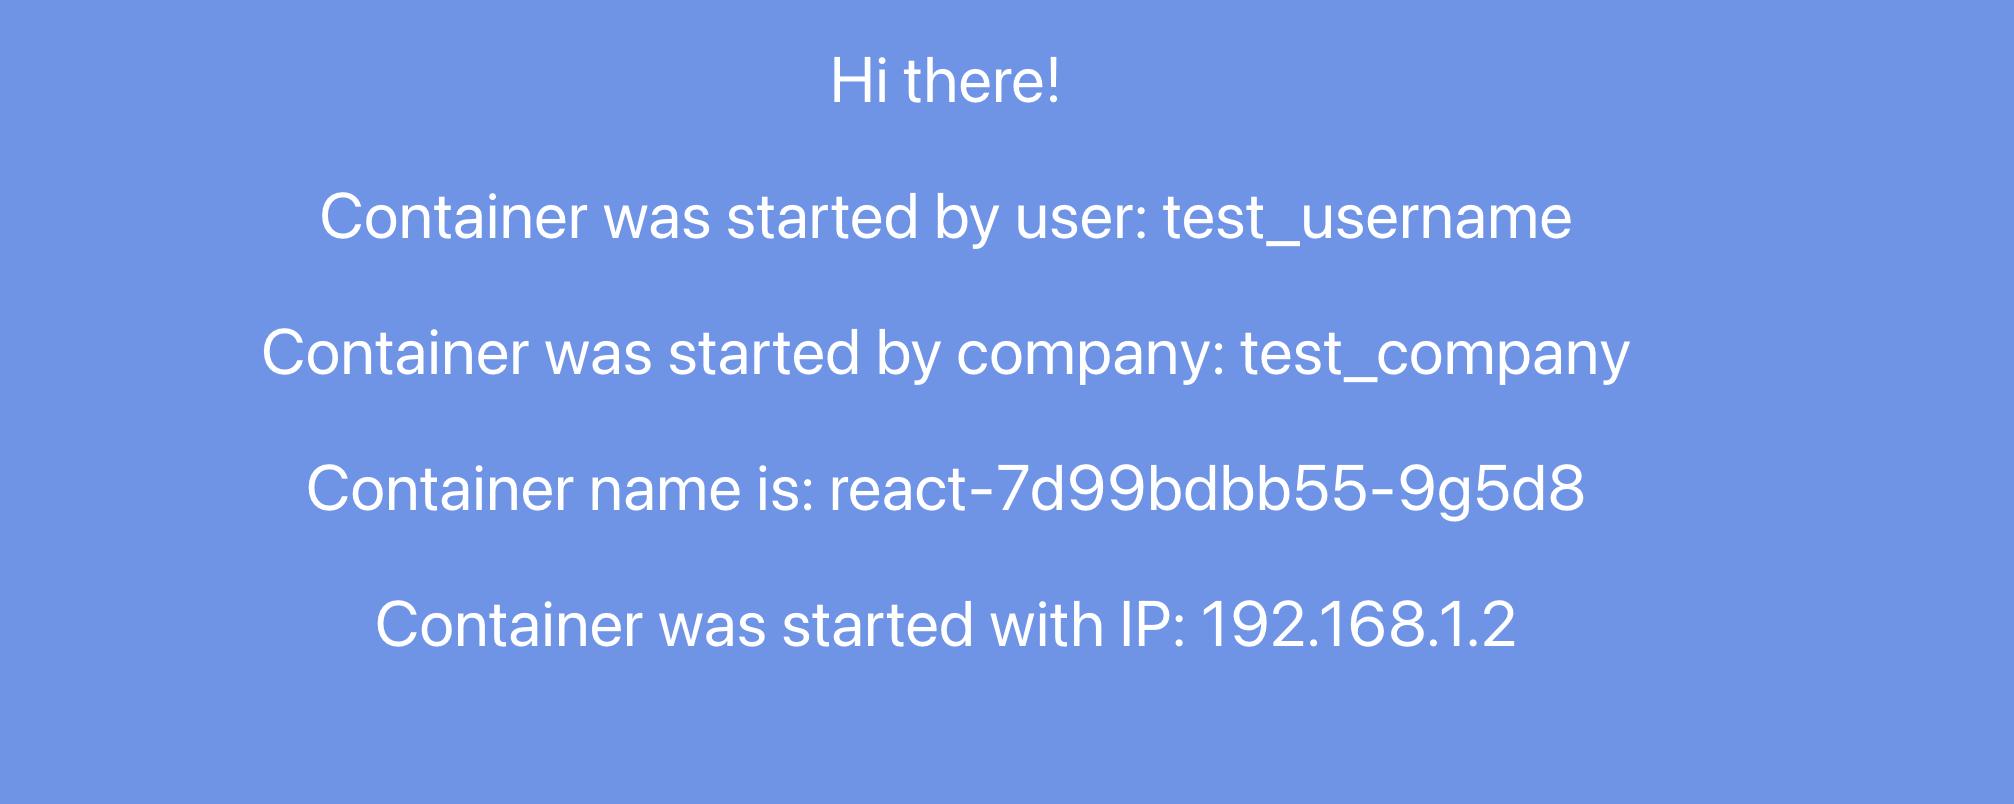 Hi there!
Container was started by user: test_username
Container was started by company: test_company
Container name is: react-7d99bdbb55-9g5d8
Container was started with IP: 192.168.1.2